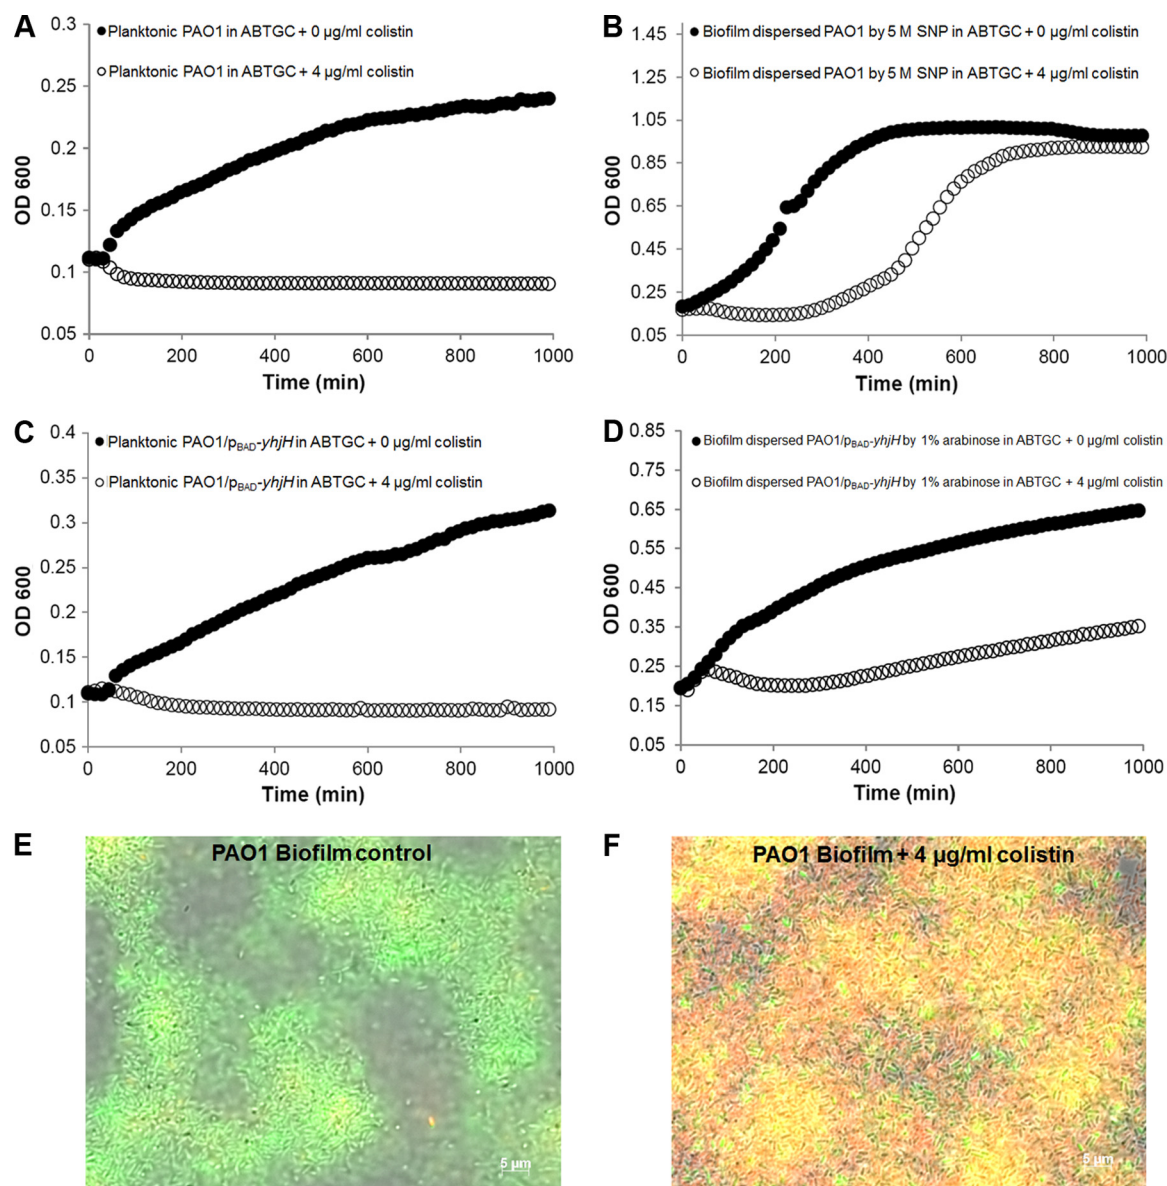 A
● Planktonic PAO1 in ABTGC + 0 µg/ml colistin
○ Planktonic PAO1 in ABTGC + 4 µg/ml colistin
0.3
0.25
0.2
0.15
0.1
0.05
OD 600
0 200 400 600 800 1000
Time (min)
B
● Biofilm dispersed PAO1 by 5 M SNP in ABTGC + 0 µg/ml colistin
○ Biofilm dispersed PAO1 by 5 M SNP in ABTGC + 4 µg/ml colistin
1.45
1.25
1.05
0.85
0.65
0.45
0.25
0.05
OD 600
0 200 400 600 800 1000
Time (min)
C
● Planktonic PAO1/pBAD-yhjH in ABTGC + 0 µg/ml colistin
○ Planktonic PAO1/pBAD-yhjH in ABTGC + 4 µg/ml colistin
0.4
0.35
0.3
0.25
0.2
0.15
0.1
0.05
OD 600
0 200 400 600 800 1000
Time (min)
D
● Biofilm dispersed PAO1/pBAD-yhjH by 1% arabinose in ABTGC + 0 µg/ml colistin
○ Biofilm dispersed PAO1/pBAD-yhjH by 1% arabinose in ABTGC + 4 µg/ml colistin
0.85
0.75
0.65
0.55
0.45
0.35
0.25
0.15
0.05
OD 600
0 200 400 600 800 1000
Time (min)
E
PAO1 Biofilm control
5 µm
F
PAO1 Biofilm + 4 µg/ml colistin
5 µm